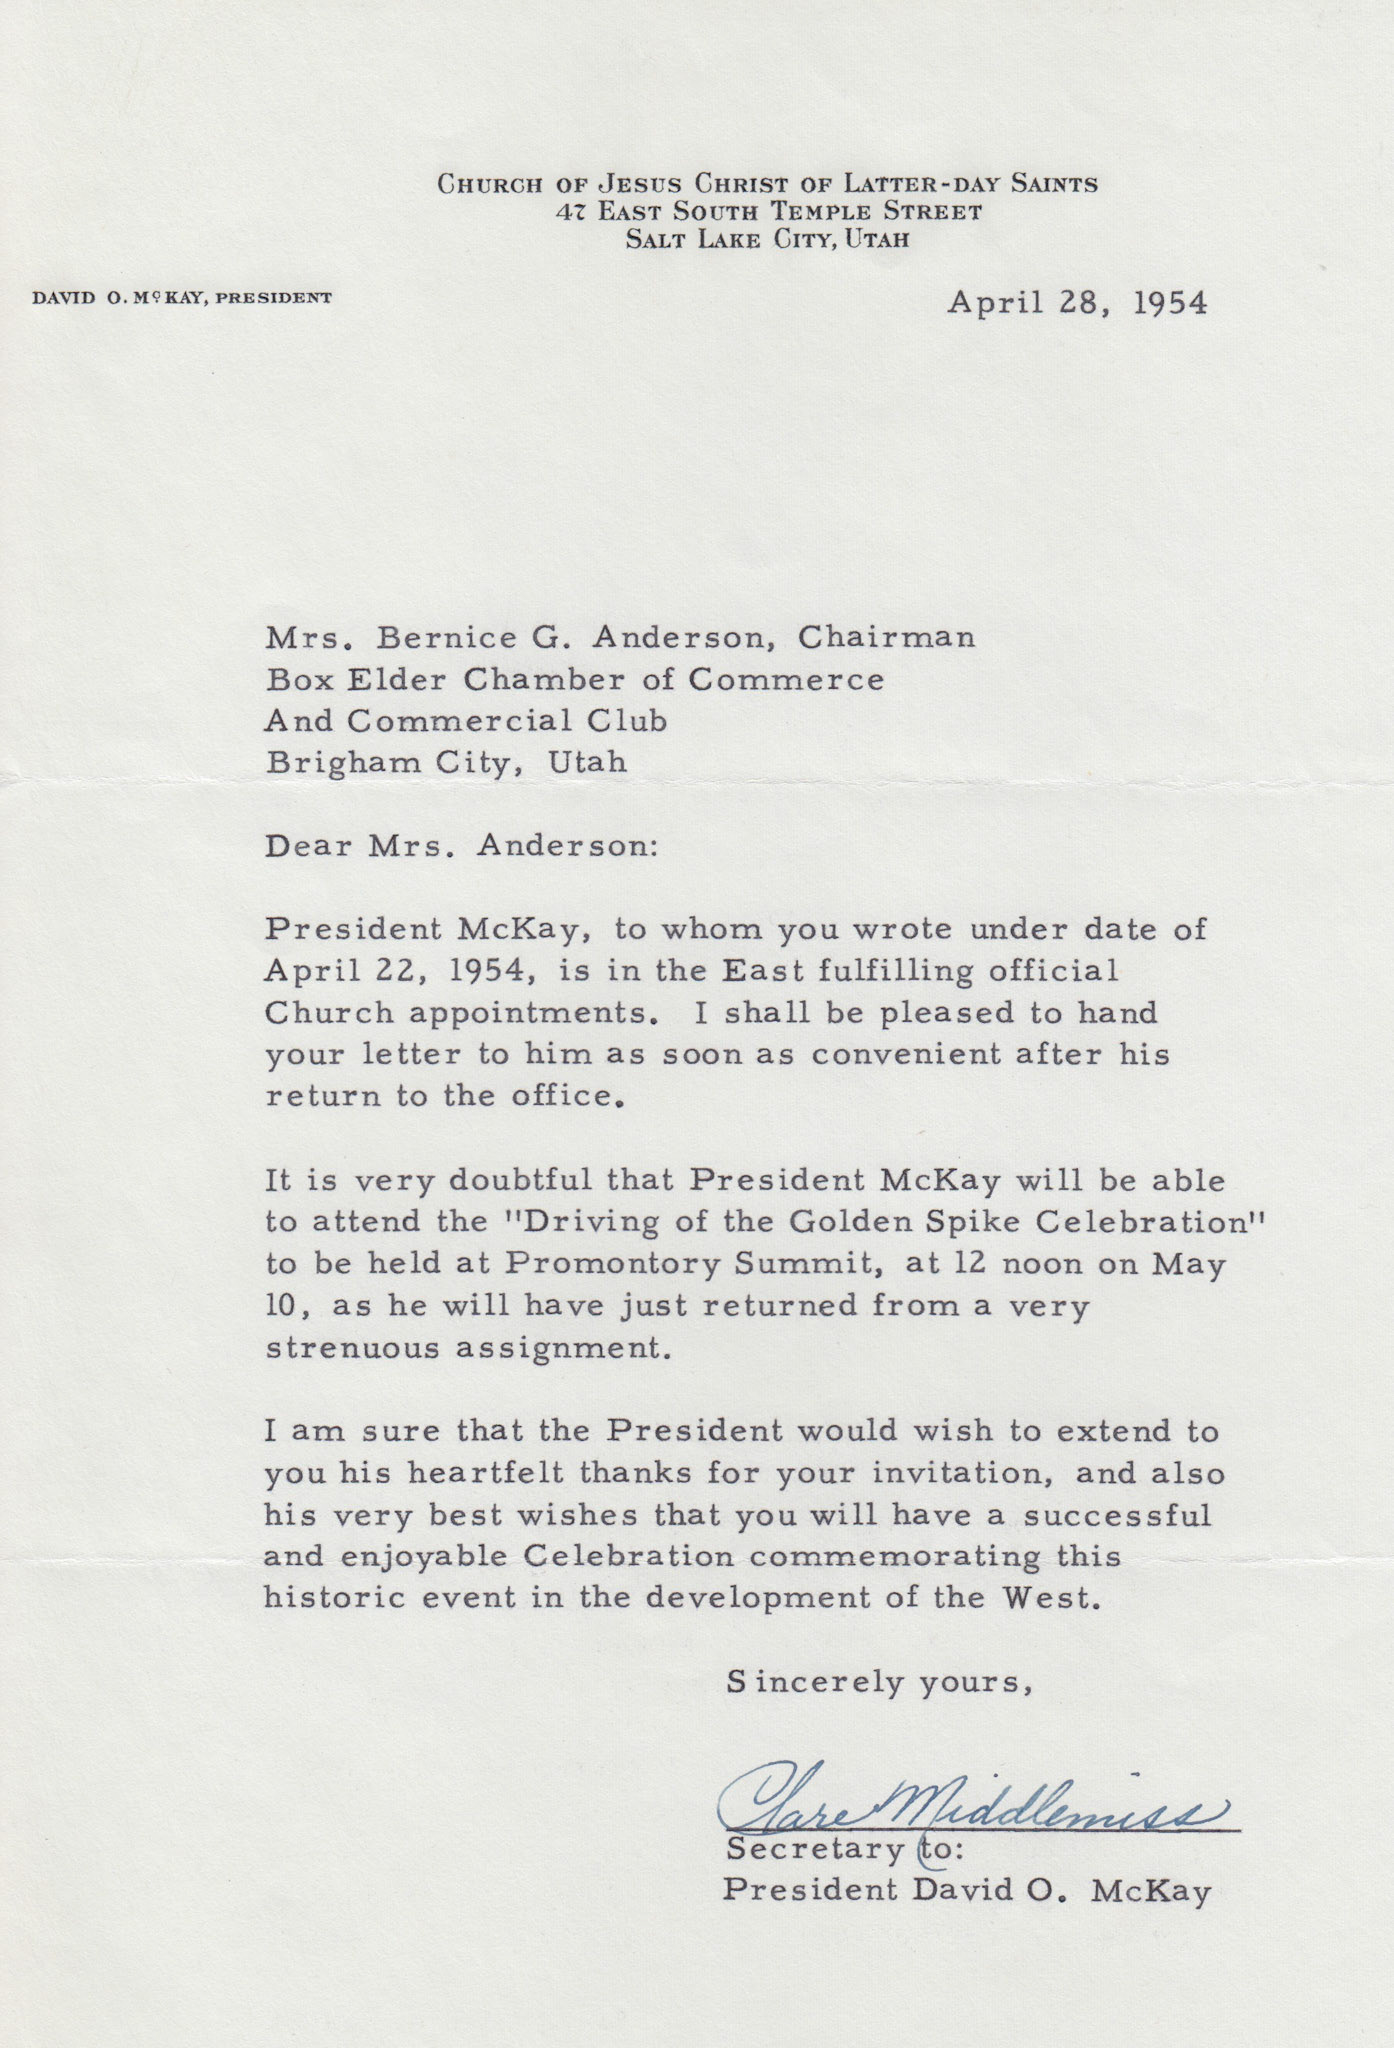 CHURCH OF JESUS CHRIST OF LATTER-DAY SAINTS
47 EAST SOUTH TEMPLE STREET
SALT LAKE CITY, UTAH
DAVID O. McKAY, PRESIDENT
April 28, 1954
Mrs. Bernice G. Anderson, Chairman
Box Elder Chamber of Commerce
And Commercial Club
Brigham City, Utah
Dear Mrs. Anderson:
President McKay, to whom you wrote under date of
April 22, 1954, is in the East fulfilling official
Church appointments. I shall be pleased to hand
your letter to him as soon as convenient after his
return to the office.
It is very doubtful that President McKay will be able
to attend the "Driving of the Golden Spike Celebration"
to be held at Promontory Summit, at 12 noon on May
10, as he will have just returned from a very
strenuous assignment.
I am sure that the President would wish to extend to
you his heartfelt thanks for your invitation, and also
his very best wishes that you will have a successful
and enjoyable Celebration commemorating this
historic event in the development of the West.
Sincerely yours,
Clare Middlemiss
Secretary to:
President David O. McKay